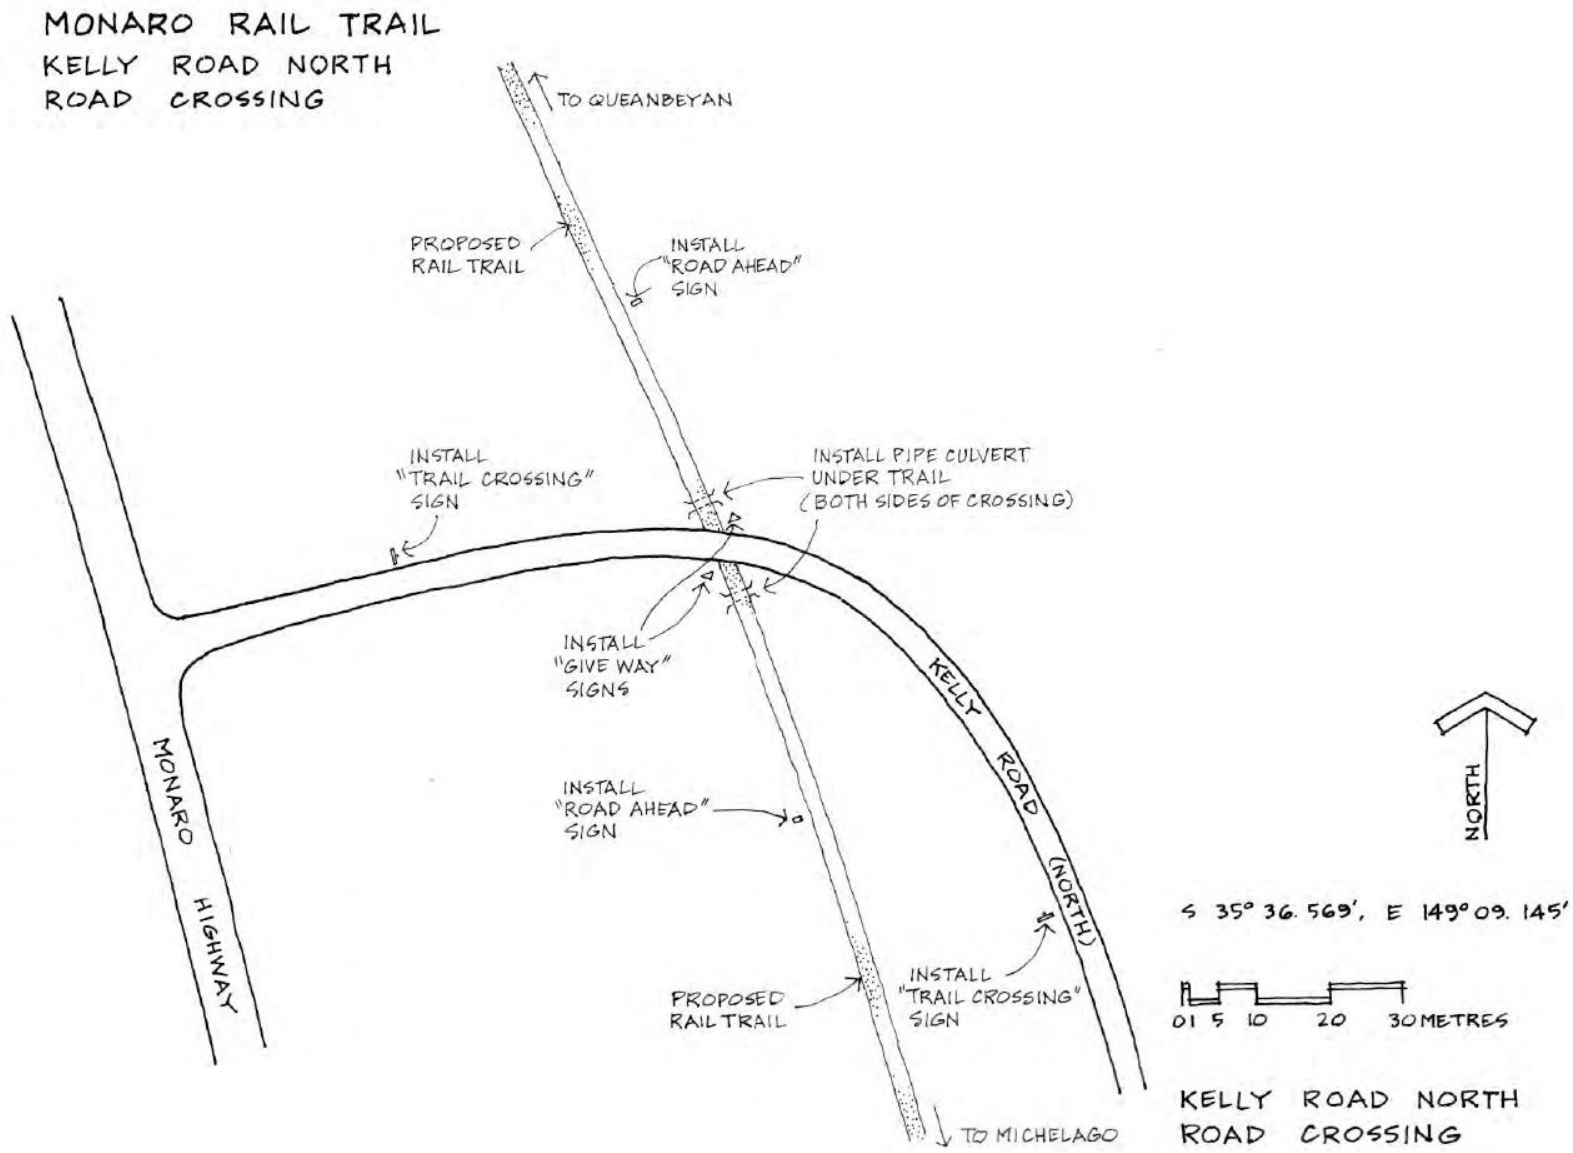 MONARO RAIL TRAIL
KELLY ROAD NORTH
ROAD CROSSING
TO QUEANBEYAN
PROPOSED
RAIL TRAIL
INSTALL
"ROAD AHEAD"
SIGN
INSTALL
"TRAIL CROSSING"
SIGN
INSTALL PIPE CULVERT
UNDER TRAIL
(BOTH SIDES OF CROSSING)
INSTALL
"GIVE WAY"
SIGNS
KELLY ROAD (NORTH)
MONARO HIGHWAY
INSTALL
"ROAD AHEAD"
SIGN
NORTH
S 35° 36.569', E 149° 09.145'
PROPOSED
RAIL TRAIL
INSTALL
"TRAIL CROSSING"
SIGN
0 1 5 10 20 30 METRES
TO MICHELAGO
KELLY ROAD NORTH
ROAD CROSSING